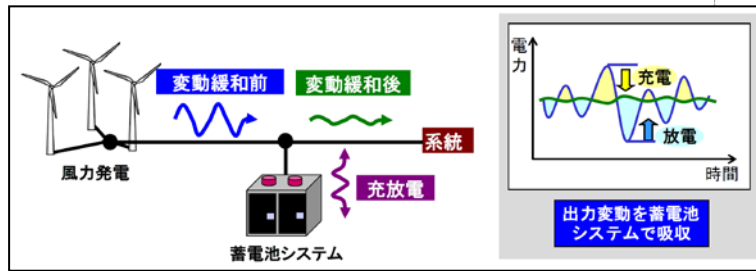 変動緩和前
変動緩和後
系統
風力発電
充放電
蓄電池システム
電力
充電
放電
時間
出力変動を蓄電池
システムで吸収